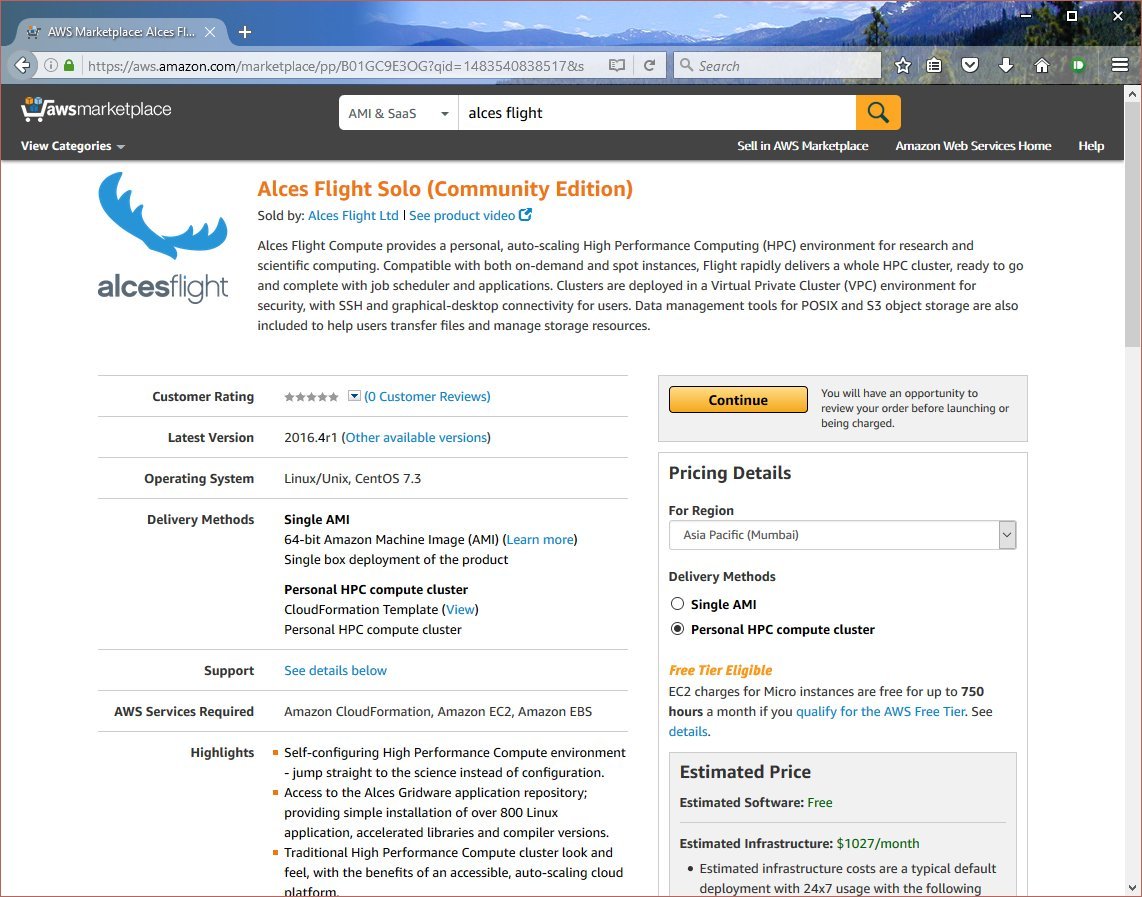 AWS Marketplace: Alces Fl...
https://aws.amazon.com/marketplace/pp/B01GC9E3OG?qid=1483540838517&s
Search
awsmarketplace
AMI & SaaS
alces flight
View Categories
Sell in AWS Marketplace
Amazon Web Services Home
Help
alcesflight
Alces Flight Solo (Community Edition)
Sold by: Alces Flight Ltd | See product video
Alces Flight Compute provides a personal, auto-scaling High Performance Computing (HPC) environment for research and
scientific computing. Compatible with both on-demand and spot instances, Flight rapidly delivers a whole HPC cluster, ready to go
and complete with job scheduler and applications. Clusters are deployed in a Virtual Private Cluster (VPC) environment for
security, with SSH and graphical-desktop connectivity for users. Data management tools for POSIX and S3 object storage are also
included to help users transfer files and manage storage resources.
Customer Rating
(0 Customer Reviews)
Latest Version
2016.4r1 (Other available versions)
Operating System
Linux/Unix, CentOS 7.3
Delivery Methods
Single AMI
64-bit Amazon Machine Image (AMI) (Learn more)
Single box deployment of the product
Personal HPC compute cluster
CloudFormation Template (View)
Personal HPC compute cluster
Support
See details below
AWS Services Required
Amazon CloudFormation, Amazon EC2, Amazon EBS
Highlights
Self-configuring High Performance Compute environment
- jump straight to the science instead of configuration.
Access to the Alces Gridware application repository;
providing simple installation of over 800 Linux
application, accelerated libraries and compiler versions.
Traditional High Performance Compute cluster look and
feel, with the benefits of an accessible, auto-scaling cloud
platform.
Continue
You will have an opportunity to
review your order before launching or
being charged.
Pricing Details
For Region
Asia Pacific (Mumbai)
Delivery Methods
Single AMI
Personal HPC compute cluster
Free Tier Eligible
EC2 charges for Micro instances are free for up to 750
hours a month if you qualify for the AWS Free Tier. See
details.
Estimated Price
Estimated Software: Free
Estimated Infrastructure: $1027/month
Estimated infrastructure costs are a typical default
deployment with 24x7 usage with the following